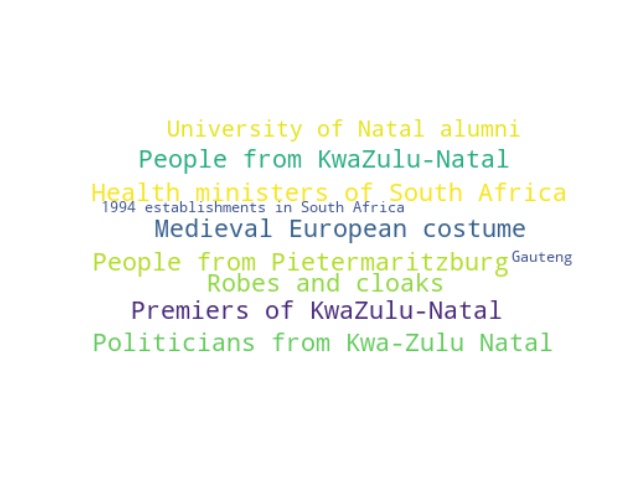 University of Natal alumni
People from KwaZulu-Natal
Health ministers of South Africa
1994 establishments in South Africa
Medieval European costume
People from Pietermaritzburg
Gauteng
Robes and cloaks
Premiers of KwaZulu-Natal
Politicians from Kwa-Zulu Natal